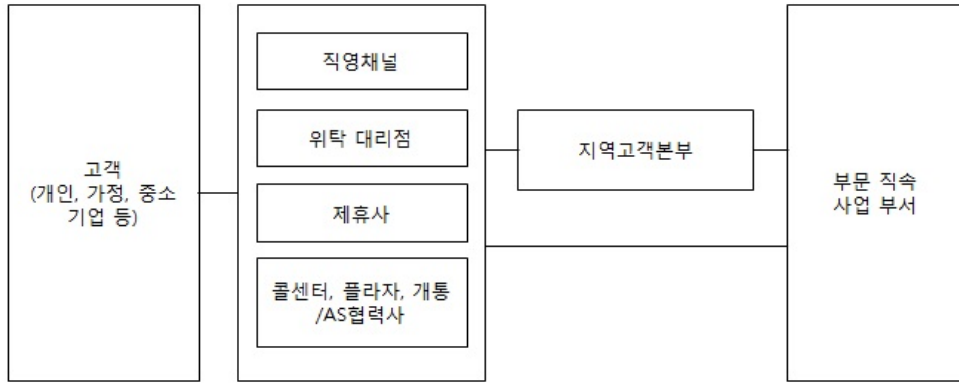 고객
(개인, 가정, 중소
기업 등)
직영채널
위탁 대리점
제휴사
콜센터, 플라자, 개통
/AS협력사
지역고객본부
부문 직속
사업 부서